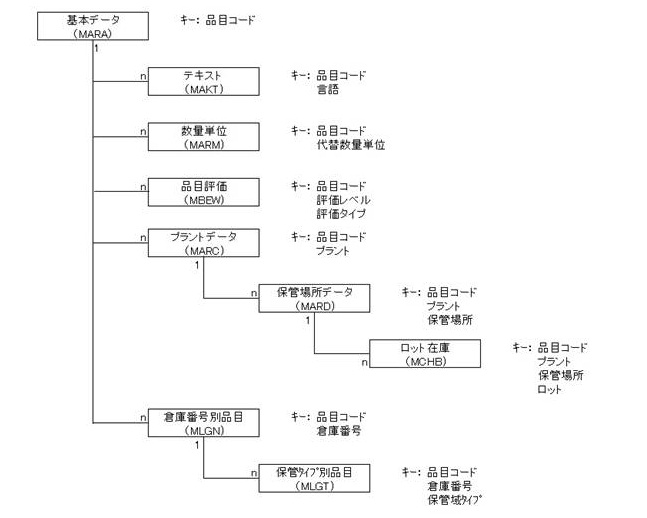 基本データ キー: 品目コード
(MARA)
1
n テキスト キー: 品目コード
(MAKT) 言語
n 数量単位 キー: 品目コード
(MARM) 代替数量単位
n 品目評価 キー: 品目コード
(MBEW) 評価レベル
評価タイプ
n プラントデータ キー: 品目コード
(MARC) プラント
1
n 保管場所データ キー: 品目コード
(MARD) プラント
1 保管場所
ロット在庫 キー: 品目コード
n (MCHB) プラント
保管場所
ロット
n 倉庫番号別品目 キー: 品目コード
(MLGN) 倉庫番号
1
n 保管タイプ別品目 キー: 品目コード
(MLGT) 倉庫番号
保管域タイプ